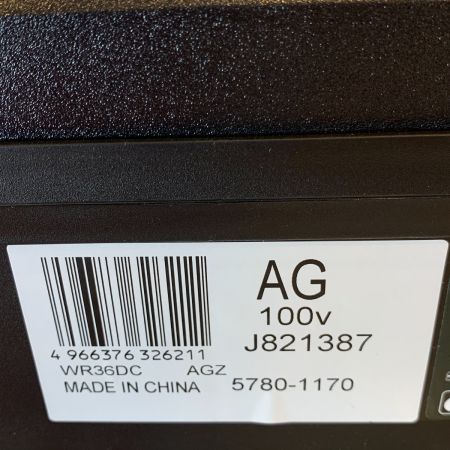 AG
100v
4 966376 326211
J821387
WR36DC AGZ
MADE IN CHINA 5780-1170